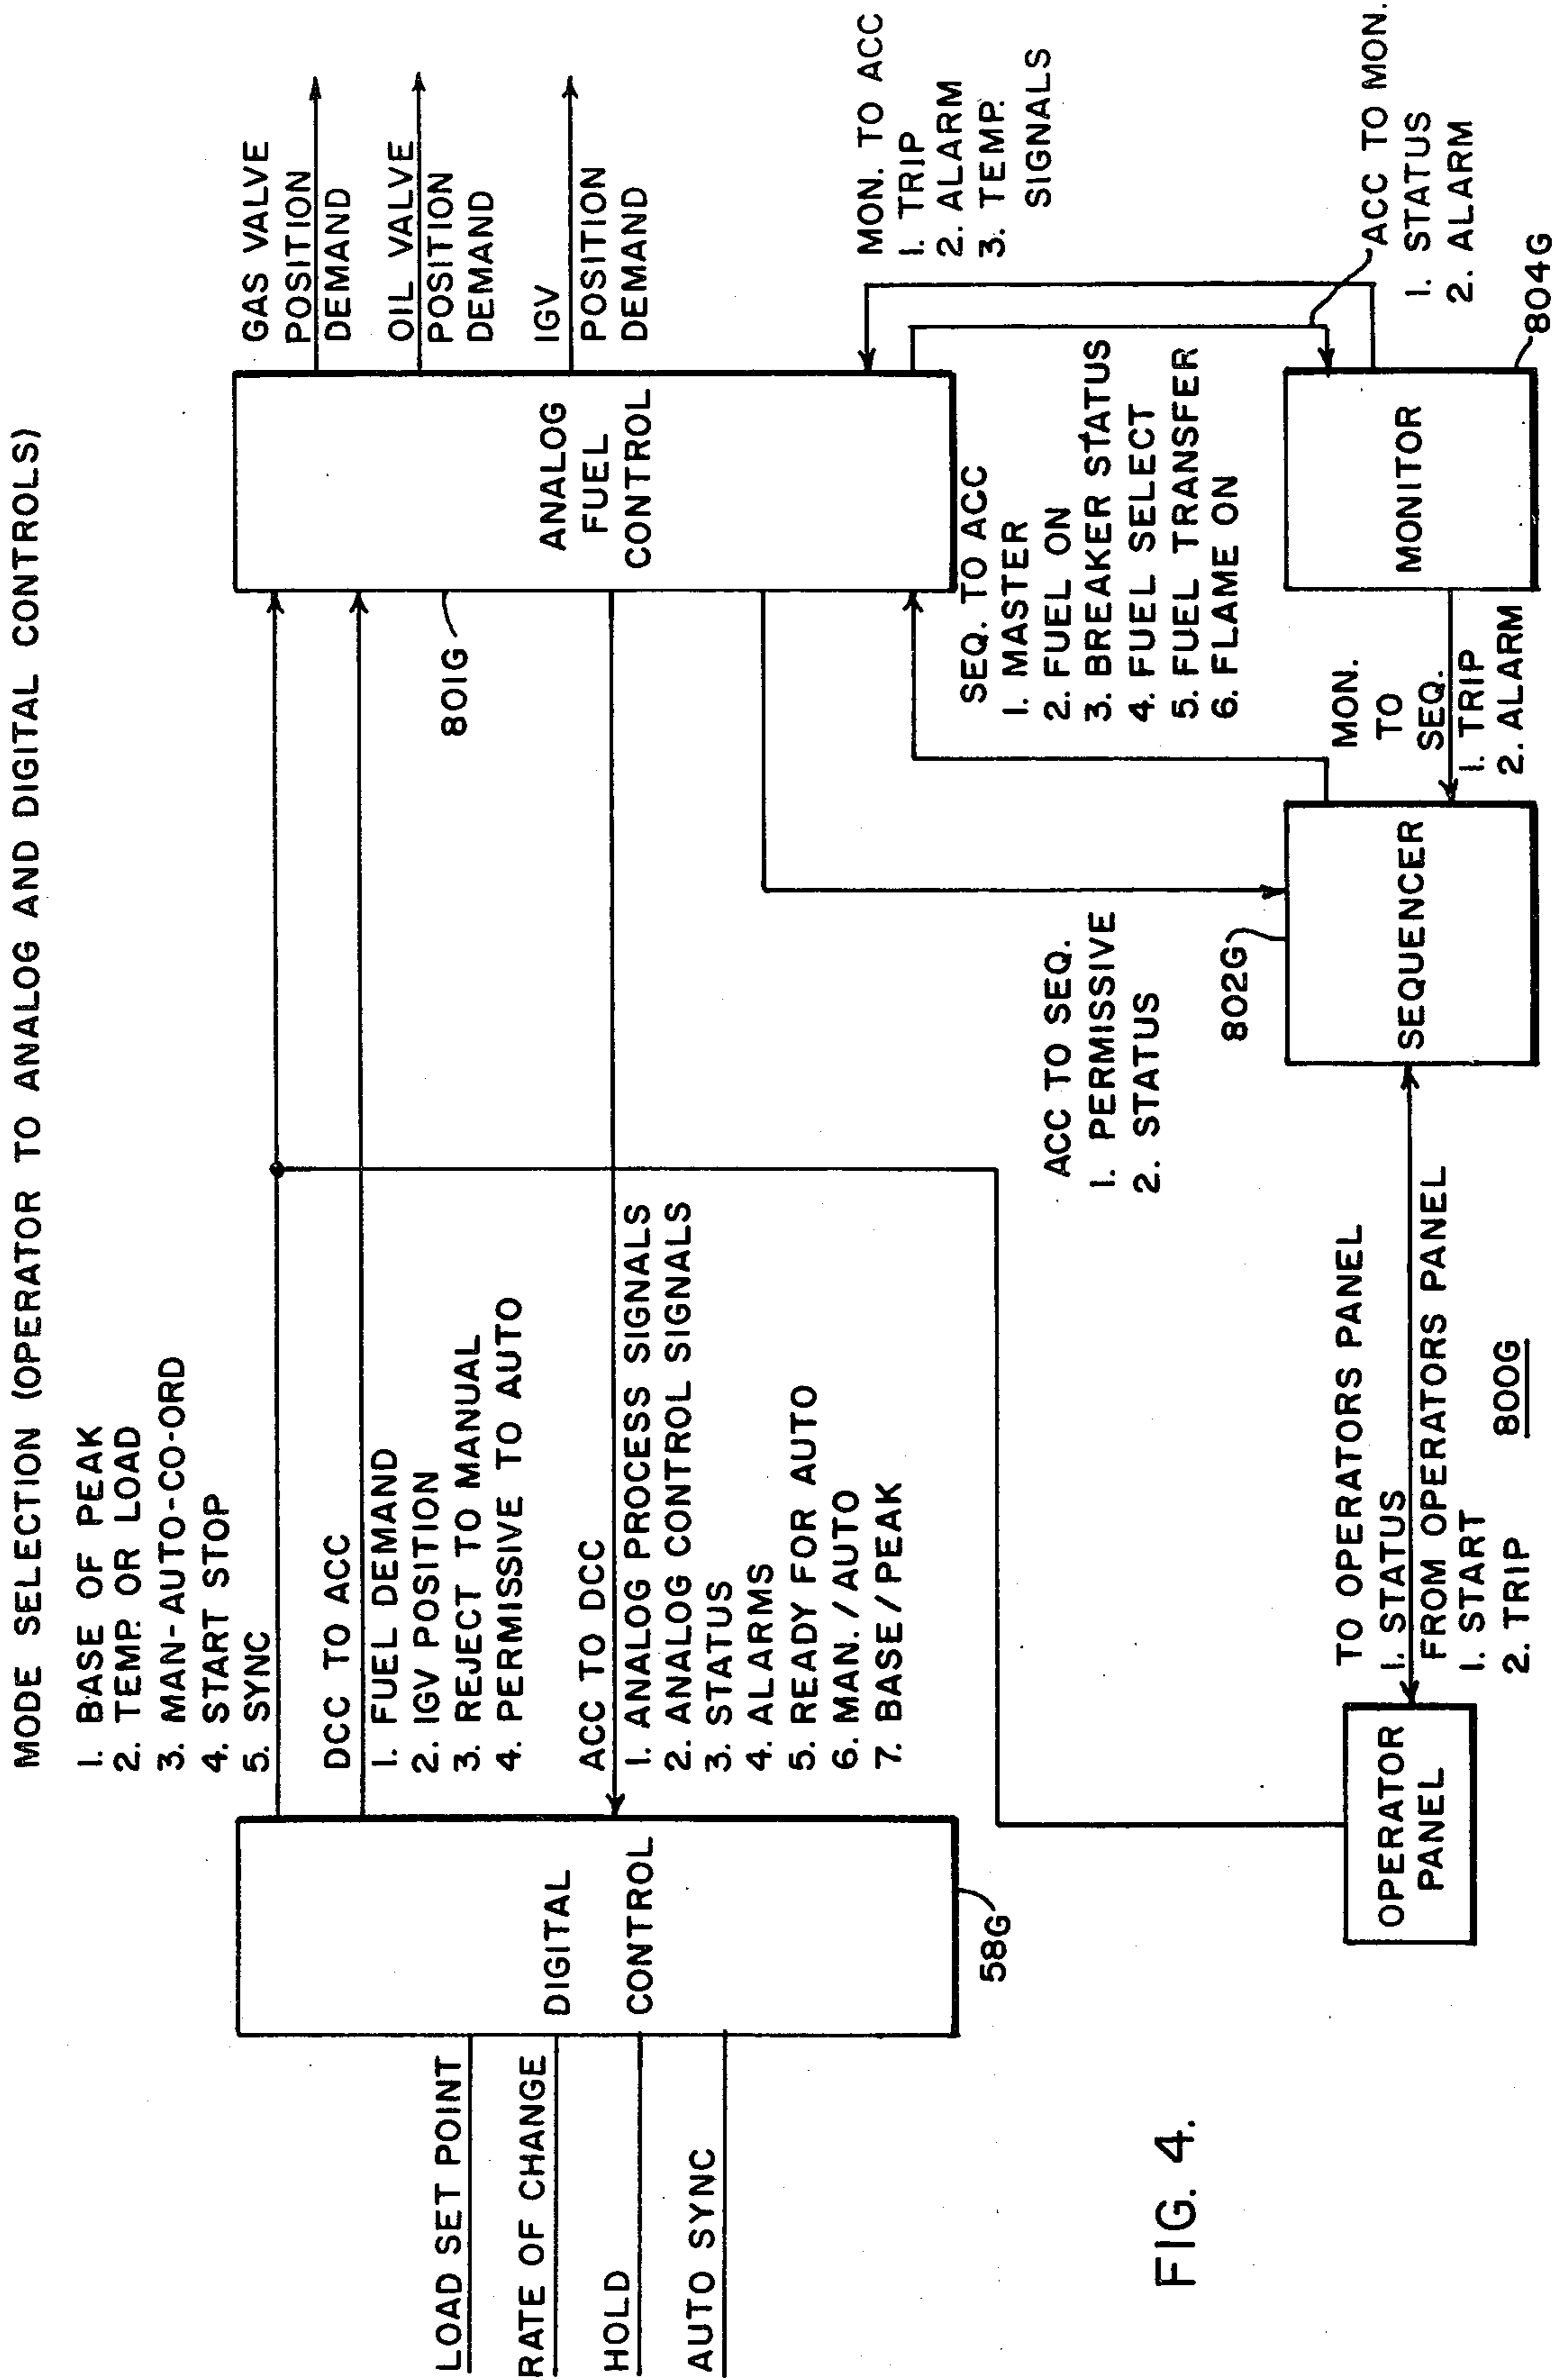 MODE SELECTION (OPERATOR TO ANALOG AND DIGITAL CONTROLS)
1. BASE OF PEAK
2. TEMP. OR LOAD
3. MAN-AUTO-CO-ORD
4. START STOP
5. SYNC
DCC TO ACC
1. FUEL DEMAND
2. IGV POSITION
3. REJECT TO MANUAL
4. PERMISSIVE TO AUTO
ACC TO DCC
1. ANALOG PROCESS SIGNALS
2. ANALOG CONTROL SIGNALS
3. STATUS
4. ALARMS
5. READY FOR AUTO
6. MAN./AUTO
7. BASE/PEAK
LOAD SET POINT
RATE OF CHANGE
HOLD
AUTO SYNC
DIGITAL
CONTROL
58G
ANALOG
FUEL
CONTROL
801G
GAS VALVE
POSITION
DEMAND
OIL VALVE
POSITION
DEMAND
IGV
POSITION
DEMAND
MON. TO ACC
1. TRIP
2. ALARM
3. TEMP.
SIGNALS
ACC TO MON.
1. STATUS
2. ALARM
SEQ. TO ACC
1. MASTER
2. FUEL ON
3. BREAKER STATUS
4. FUEL SELECT
5. FUEL TRANSFER
6. FLAME ON
ACC TO SEQ.
1. PERMISSIVE
2. STATUS
MON.
TO
SEQ.
1. TRIP
2. ALARM
MONITOR
804G
SEQUENCER
802G
TO OPERATORS PANEL
1. STATUS
FROM OPERATORS PANEL
1. START
2. TRIP
800G
OPERATOR
PANEL
FIG. 4.